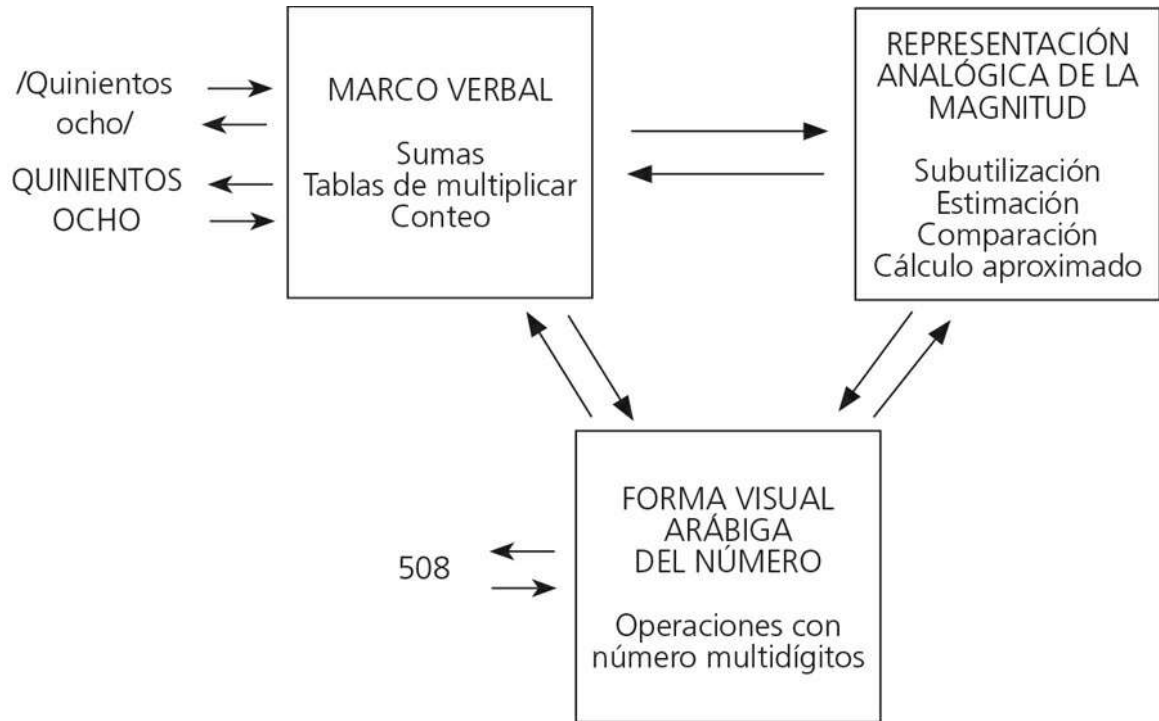 /Quinientos
ocho/
QUINIENTOS
OCHO
MARCO VERBAL
Sumas
Tablas de multiplicar
Conteo
REPRESENTACIÓN
ANALÓGICA DE LA
MAGNITUD
Subutilización
Estimación
Comparación
Cálculo aproximado
508
FORMA VISUAL
ARÁBIGA
DEL NÚMERO
Operaciones con
número multidígitos